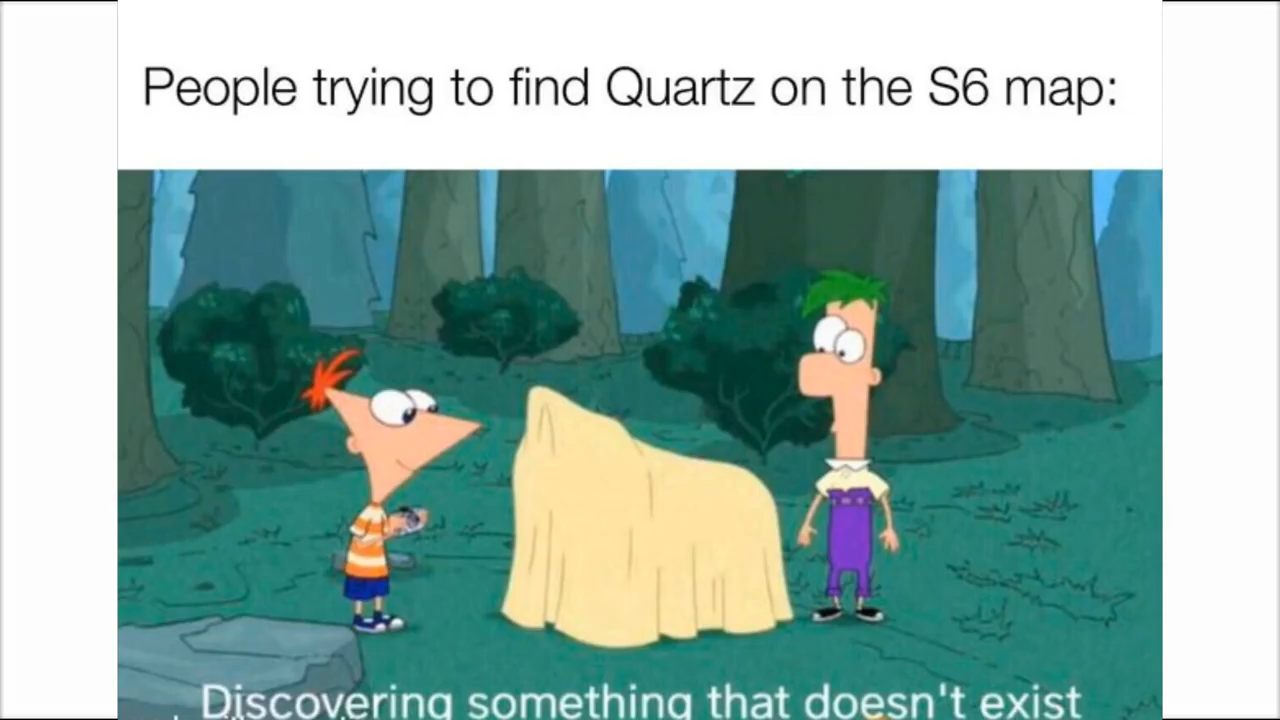 People trying to find Quartz on the S6 map:
Discovering something that doesn't exist